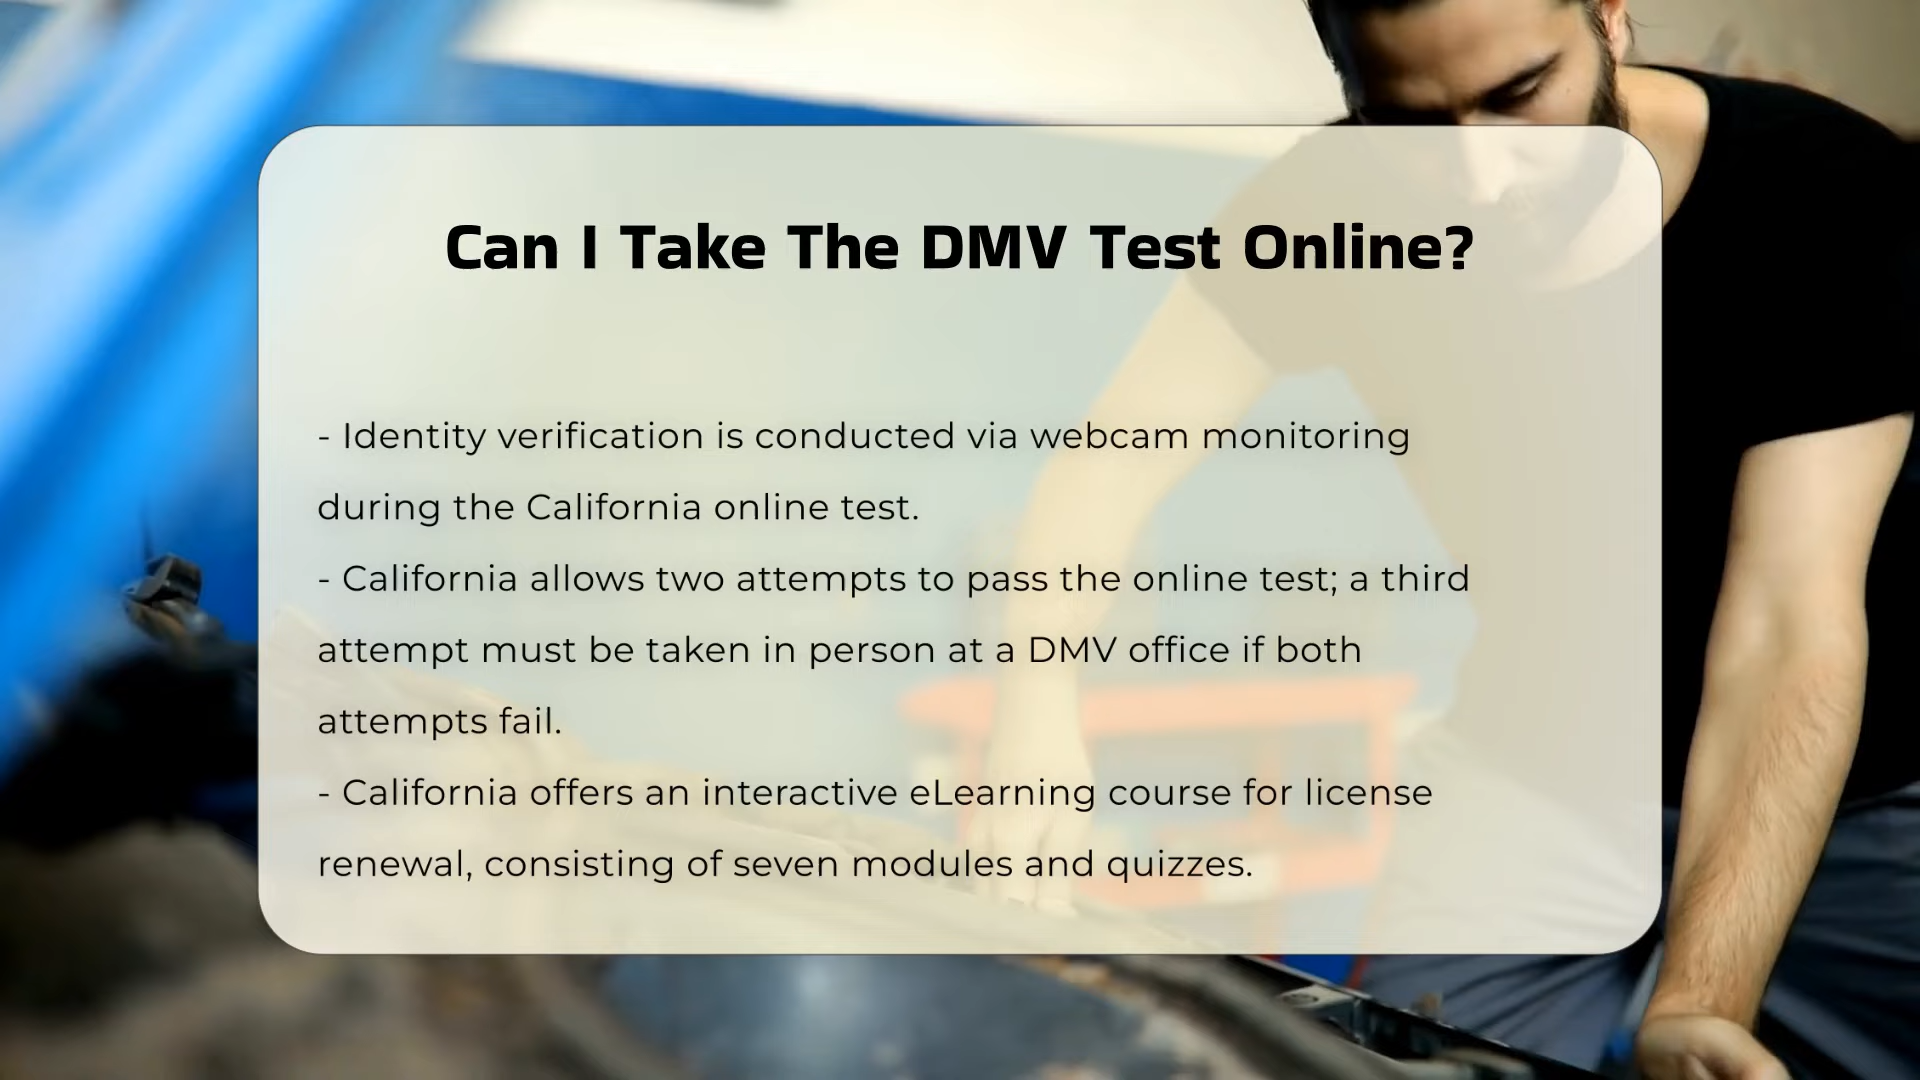 Can I Take The DMV Test Online?
- Identity verification is conducted via webcam monitoring
during the California online test.
- California allows two attempts to pass the online test; a third
attempt must be taken in person at a DMV office if both
attempts fail.
- California offers an interactive eLearning course for license
renewal, consisting of seven modules and quizzes.